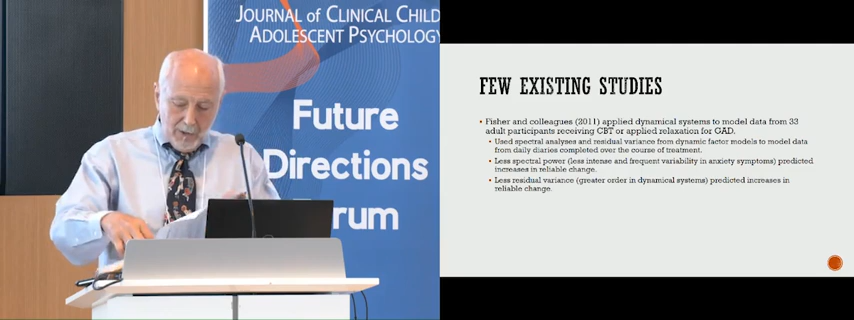 JOURNAL of CLINICAL CHILD
ADOLESCENT PSYCHOLOGY
Future
Directions
rum
FEW EXISTING STUDIES
Fisher and colleagues (2011) applied dynamical systems to model data from 33
adult participants receiving CBT or applied relaxation for GAD.
Used spectral analyses and residual variance from dynamic factor models to model data
from daily diaries completed over the course of treatment.
Less spectral power (less intense and frequent variability in anxiety symptoms) predicted
increases in reliable change.
Less residual variance (greater order in dynamical systems) predicted increases in
reliable change.